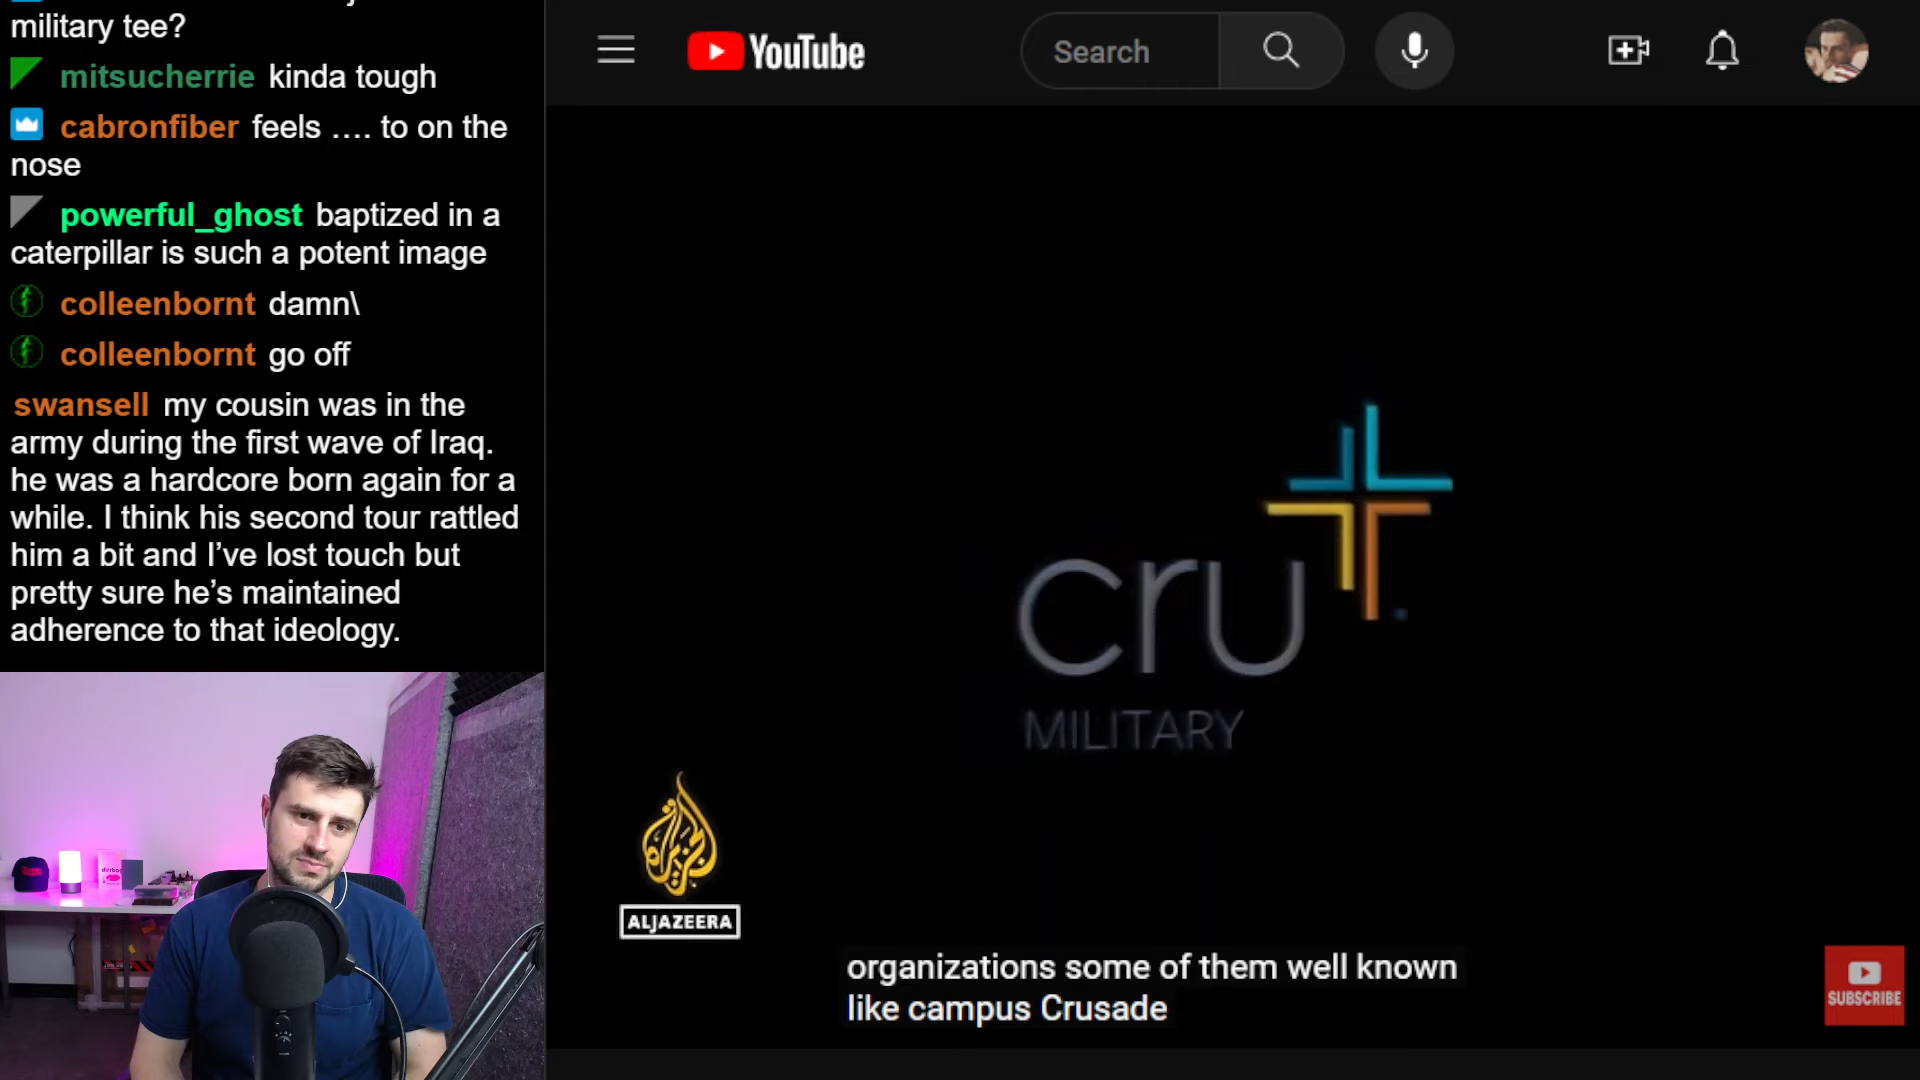 military tee?
mitsucherrie kinda tough
cabronfiber feels .... to on the
nose
powerful_ghost baptized in a
caterpillar is such a potent image
colleenbornt damn\
colleenbornt go off
swansell my cousin was in the
army during the first wave of Iraq.
he was a hardcore born again for a
while. I think his second tour rattled
him a bit and I've lost touch but
pretty sure he's maintained
adherence to that ideology.
YouTube
Search
cru
MILITARY
ALJAZEERA
organizations some of them well known
like campus Crusade
SUBSCRIBE